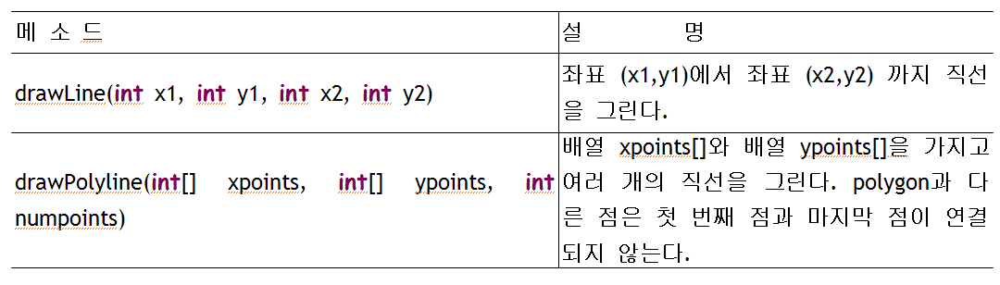 메 소 드
설 명
drawLine(int x1, int y1, int x2, int y2)
좌표 (x1,y1)에서 좌표 (x2,y2) 까지 직선
을 그린다.
drawPolyline(int[] xpoints, int[] ypoints, int
numpoints)
배열 xpoints[]와 배열 ypoints[]을 가지고
여러 개의 직선을 그린다. polygon과 다
른 점은 첫 번째 점과 마지막 점이 연결
되지 않는다.